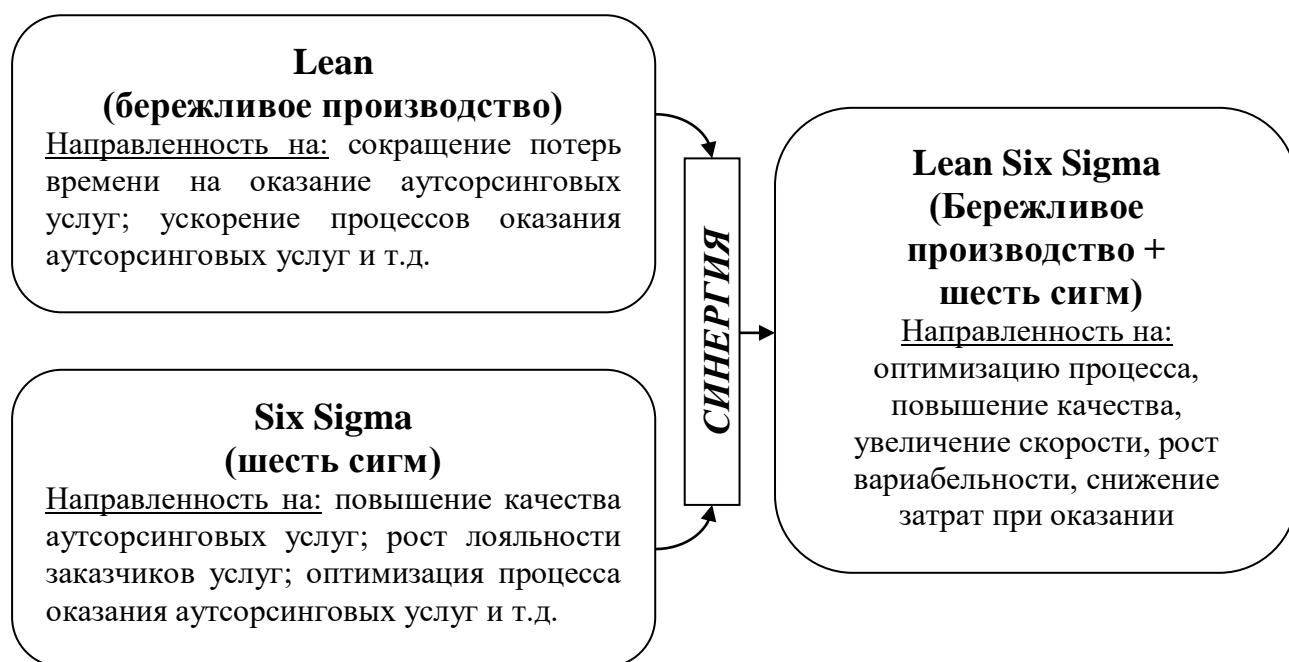 Lean
(бережливое производство)
Направленность на: сокращение потерь
времени на оказание аутсорсинговых
услуг; ускорение процессов оказания
аутсорсинговых услуг и т.д.
Six Sigma
(шесть сигм)
Направленность на: повышение качества
аутсорсинговых услуг; рост лояльности
заказчиков услуг; оптимизация процесса
оказания аутсорсинговых услуг и т.д.
СИНЕРГИЯ
Lean Six Sigma
(Бережливое
производство +
шесть сигм)
Направленность на:
оптимизацию процесса,
повышение качества,
увеличение скорости, рост
вариабельности, снижение
затрат при оказании